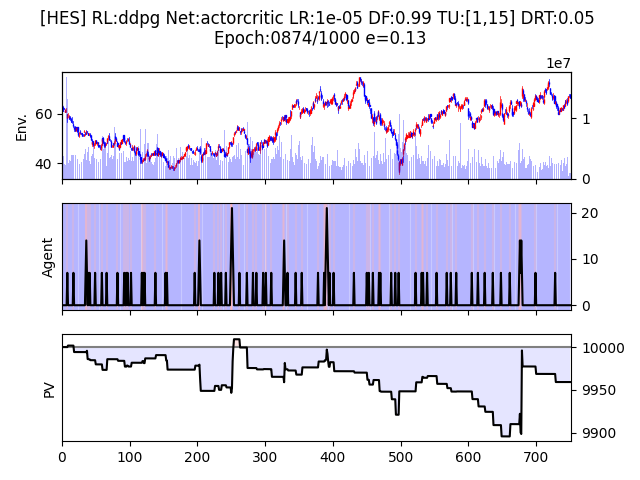 [HES] RL:ddpg Net:actorcritic LR:1e-05 DF:0.99 TU:[1,15] DRT:0.05
Epoch:0874/1000 e=0.13
1e7
Env.
60
40
1
0
Agent
20
10
0
PV
10000
9950
9900
0 100 200 300 400 500 600 700